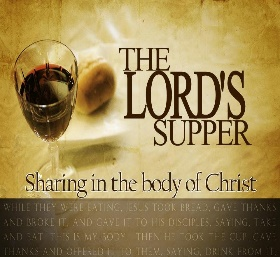 THE
LORD'S
SUPPER
Sharing in the body of Christ
WHILE THEY WERE EATING, JESUS TOOK BREAD, GAVE THANKS
AND BROKE IT, AND GAVE IT TO HIS DISCIPLES, SAYING, TAKE
AND EAT THIS IS MY BODY. THEN HE TOOK THE CUP, GAVE
THANKS AND OFFERED IT THEM, SAYING, DRINK FROM IT